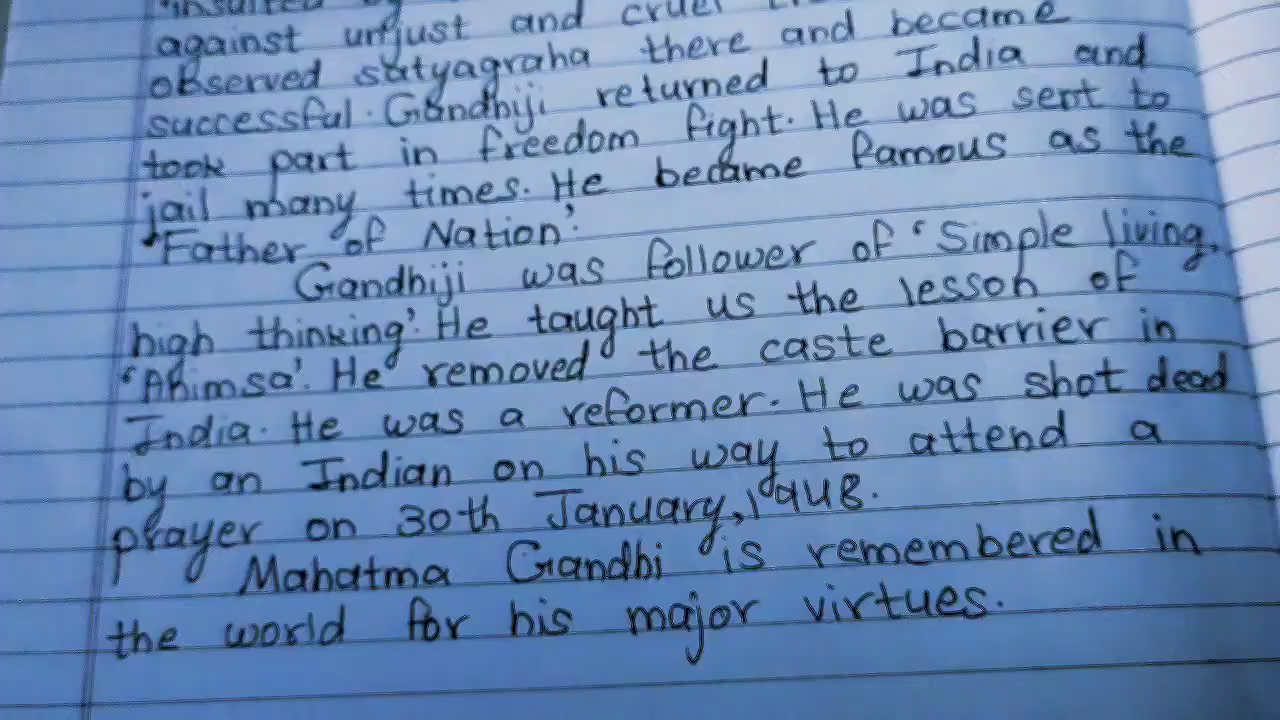 "insulted by
against unjust and cruel
observed satyagraha there and became
successful. Gandhiji returned to India and
took part in freedom fight. He was sent to
jail many times. He became famous as the
'Father of Nation'.
Gandhiji was follower of 'Simple living,
high thinking'. He taught us the lesson of
'Ahimsa'. He removed the caste barrier in
India. He was a reformer. He was shot dead
by an Indian on his way to attend a
prayer on 30th January, 1948.
Mahatma Gandhi is remembered in
the world for his major virtues.